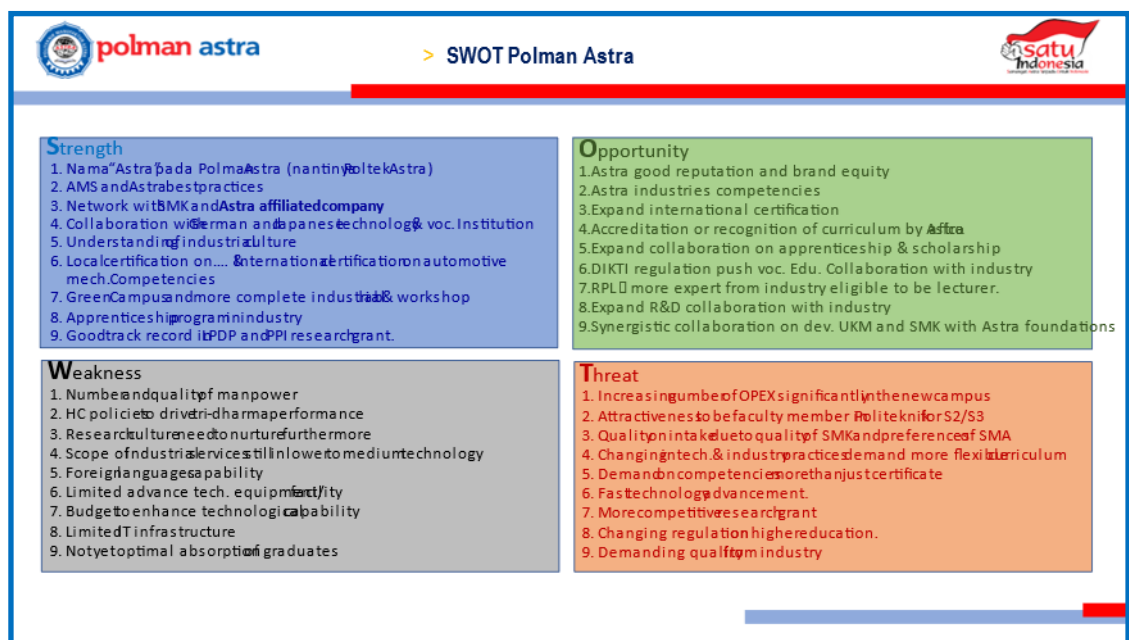 polman astra
> SWOT Polman Astra
satu
Indonesia
Strength
1. Nama "Astra" pada Polman Astra (nantinya Poltek Astra)
2. AMS and Astra best practices
3. Network with SMK and Astra affiliated company
4. Collaboration with German and Japanese technology & voc. Institution
5. Understanding of industrial culture
6. Local certification on.... & International certification on automotive
mech. Competencies
7. Green Campus and more complete industrial lab & workshop
8. Apprenticeship program in industry
9. Good track record in PDP and PPI research grant.
Opportunity
1.Astra good reputation and brand equity
2.Astra industries competencies
3.Expand international certification
4.Accreditation or recognition of curriculum by
5.Expand collaboration on apprenticeship & scholarship
6.DIKTI regulation push voc. Edu. Collaboration with industry
7.RPL more expert from industry eligible to be lecturer.
8.Expand R&D collaboration with industry
9.Synergistic collaboration on dev. UKM and SMK with Astra foundations
Weakness
1. Number and quality of manpower
2. HC policies to drive tri-dharma performance
3. Research culture need to nurture furthermore
4. Scope of industrial services still in lower to medium technology
5. Foreign languages capability
6. Limited advance tech. equipment/facility
7. Budget to enhance technological capability
8. Limited IT infrastructure
9. Not yet optimal absorption of graduates
Threat
1. Increasing number of OPEX significantly in the new campus
2. Attractiveness to be faculty member in Politeknik for S2/S3
3. Quality on intake due to quality of SMK and preferences of SMA
4. Changing in tech. & industry practices demand more flexible curriculum
5. Demand on competencies more than just certificate
6. Fast technology advancement.
7. More competitive research grant
8. Changing regulation on higher education.
9. Demanding quality from industry